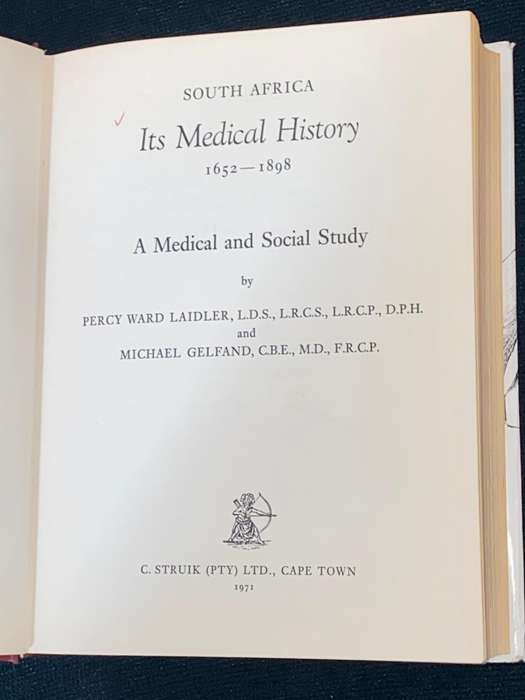 SOUTH AFRICA
Its Medical History
1652—1898
A Medical and Social Study
by
PERCY WARD LAIDLER, L.D.S., L.R.C.S., L.R.C.P., D.P.H.
and
MICHAEL GELFAND, C.B.E., M.D., F.R.C.P.
C. STRUIK (PTY) LTD., CAPE TOWN
1971